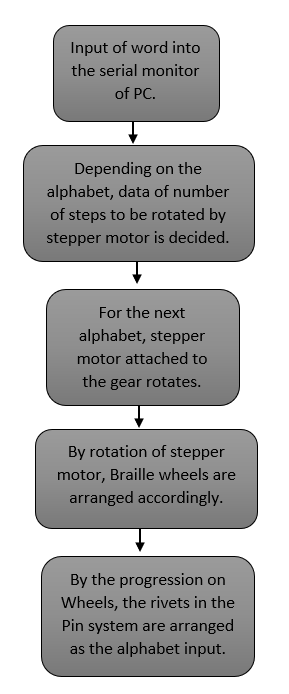 Input of word into
the serial monitor
of PC.
Depending on the
alphabet, data of number
of steps to be rotated by
stepper motor is decided.
For the next
alphabet, stepper
motor attached to
the gear rotates.
By rotation of stepper
motor, Braille wheels are
arranged accordingly.
By the progression on
Wheels, the rivets in the
Pin system are arranged
as the alphabet input.